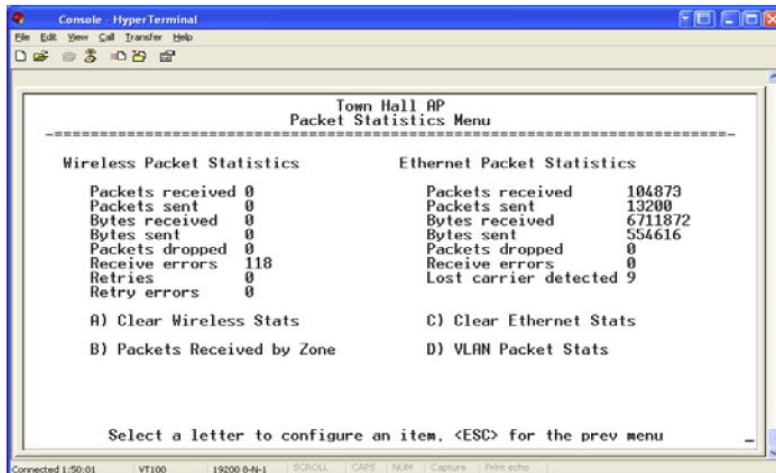 Console - HyperTerminal
File Edit View Call Transfer Help
Town Hall AP
Packet Statistics Menu
-==========================================================================-
Wireless Packet Statistics
Packets received 0
Packets sent 0
Bytes received 0
Bytes sent 0
Packets dropped 0
Receive errors 118
Retries 0
Retry errors 0
A) Clear Wireless Stats
B) Packets Received by Zone
Ethernet Packet Statistics
Packets received 104873
Packets sent 13200
Bytes received 6711872
Bytes sent 554616
Packets dropped 0
Receive errors 0
Lost carrier detected 9
C) Clear Ethernet Stats
D) VLAN Packet Stats
Select a letter to configure an item, <ESC> for the prev menu _
Connected 1:50:01 VT100 19200 8-N-1 SCROLL CAPS NUM Capture Print echo